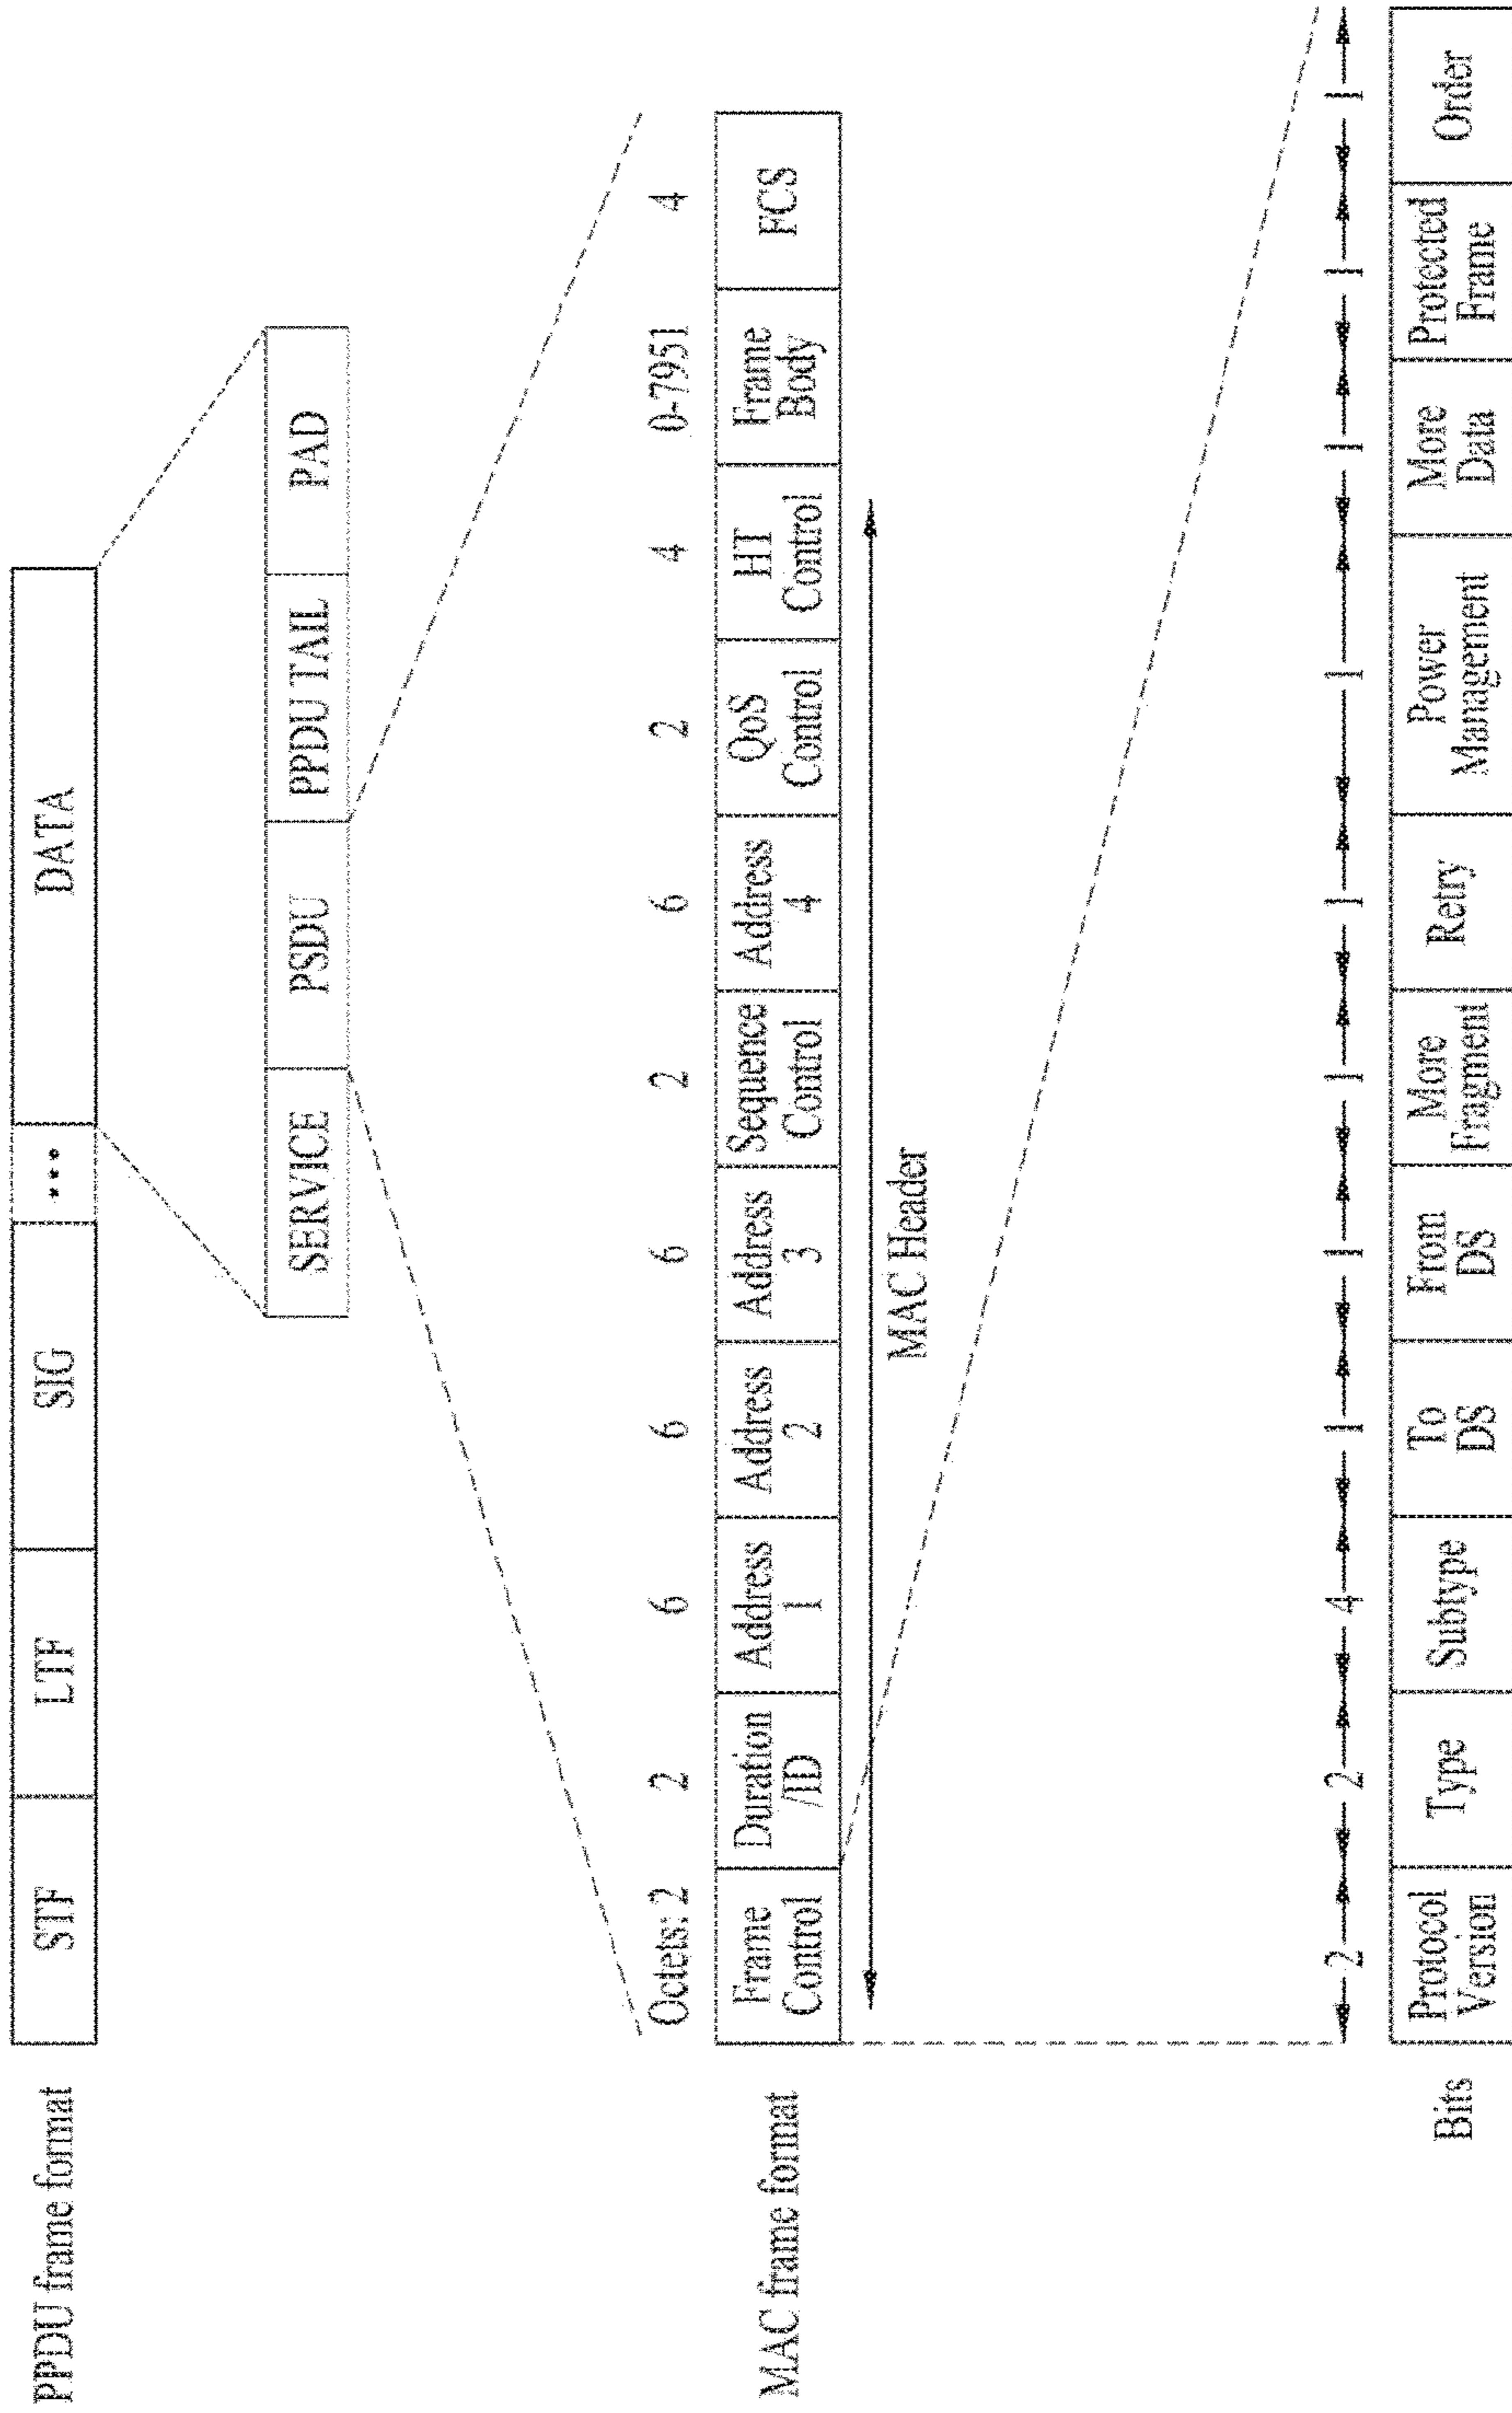 PPDU frame format
STF LTF SIG ... DATA
SERVICE PSDU PPDU TAIL PAD
Octets: 2 2 6 6 6 2 6 2 4 0-7951 4
MAC frame format
Frame Control Duration /ID Address 1 Address 2 Address 3 Sequence Control Address 4 QoS Control HT Control Frame Body FCS
MAC Header
2 2 4 1 1 1 1 1 1 1 1
Bits
Protocol Version Type Subtype To DS From DS More Fragment Retry Power Management More Data Protected Frame Order